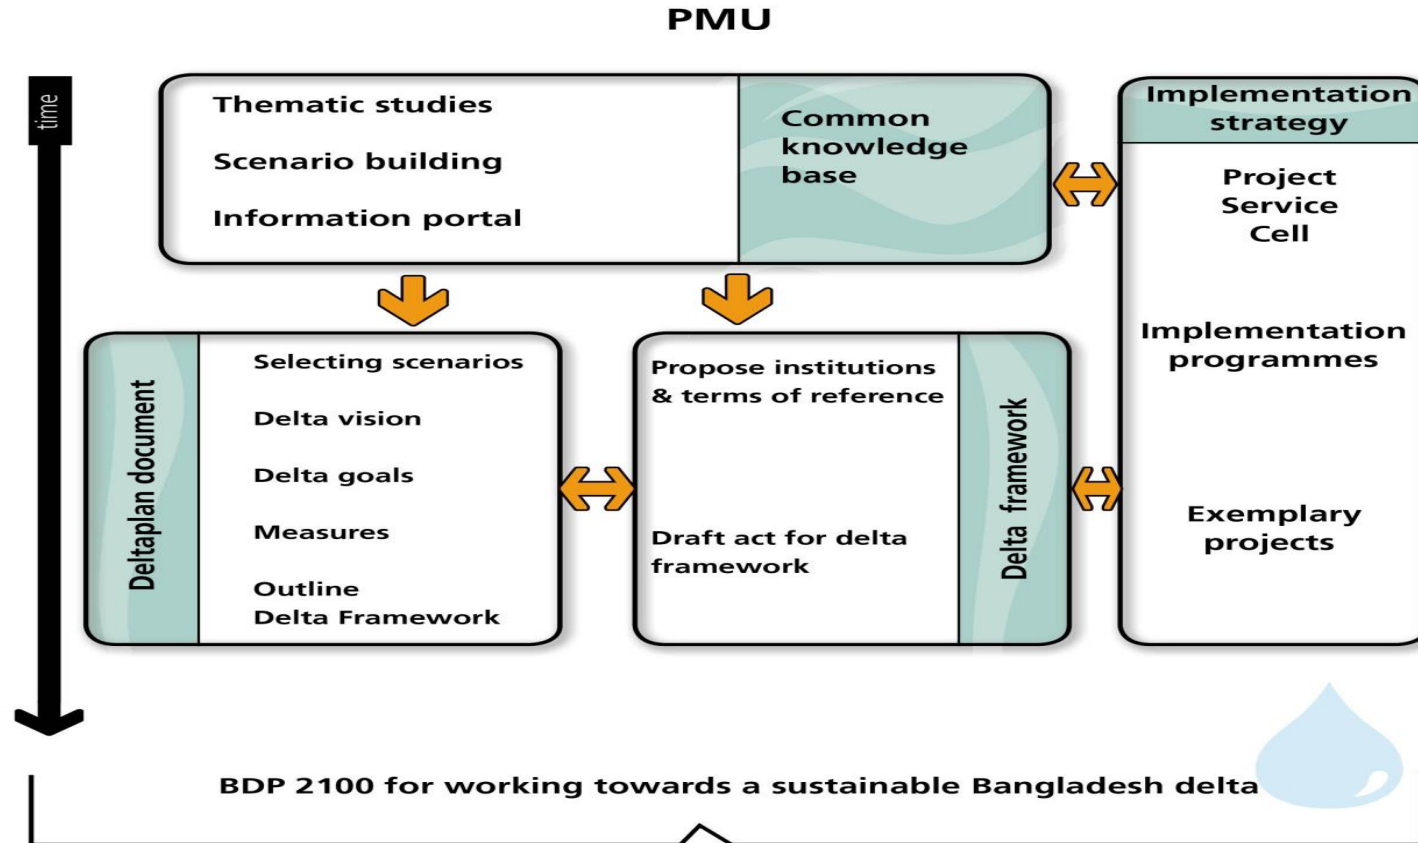 PMU
time
Thematic studies
Scenario building
Information portal
Common
knowledge
base
Implementation
strategy
Project
Service
Cell
Implementation
programmes
Exemplary
projects
Deltaplan document
Selecting scenarios
Delta vision
Delta goals
Measures
Outline
Delta Framework
Propose institutions
& terms of reference
Draft act for delta
framework
Delta framework
BDP 2100 for working towards a sustainable Bangladesh delta